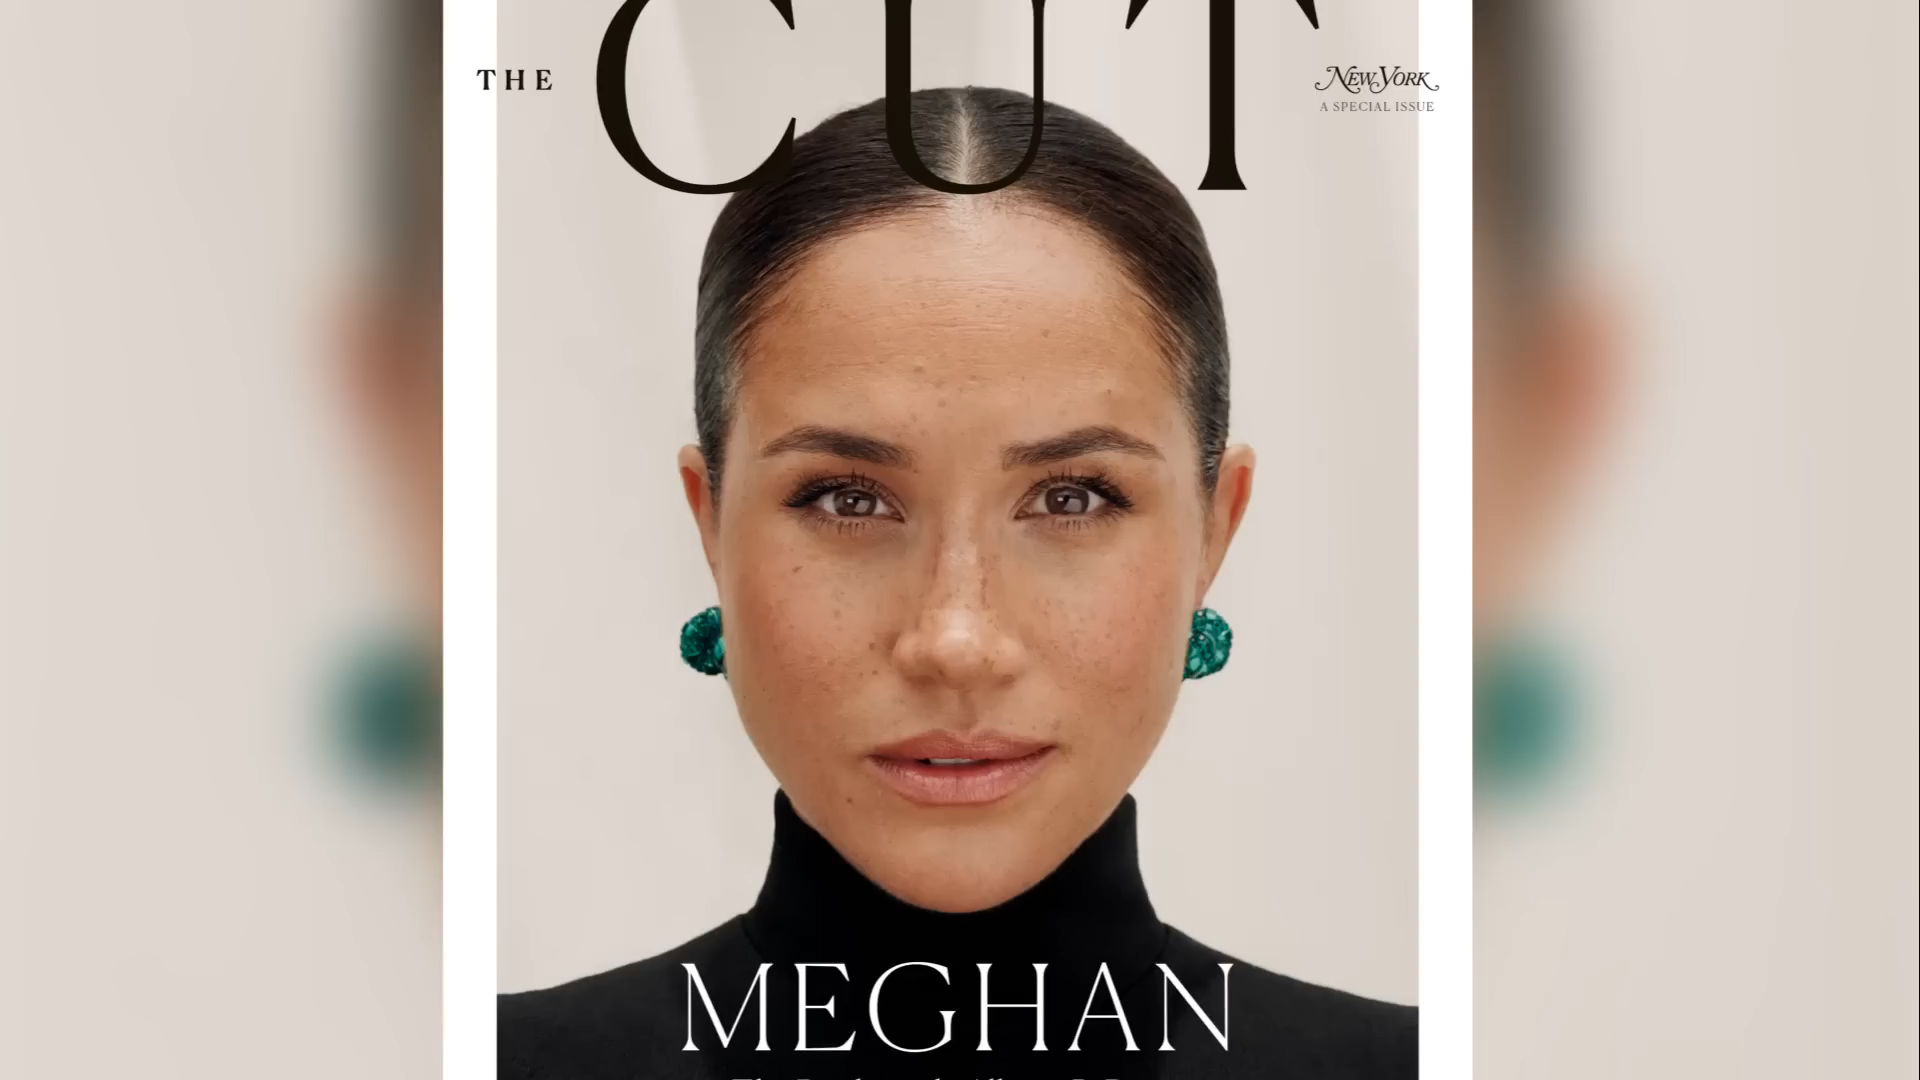 THE CUT
NEW YORK
A SPECIAL ISSUE
MEGHAN